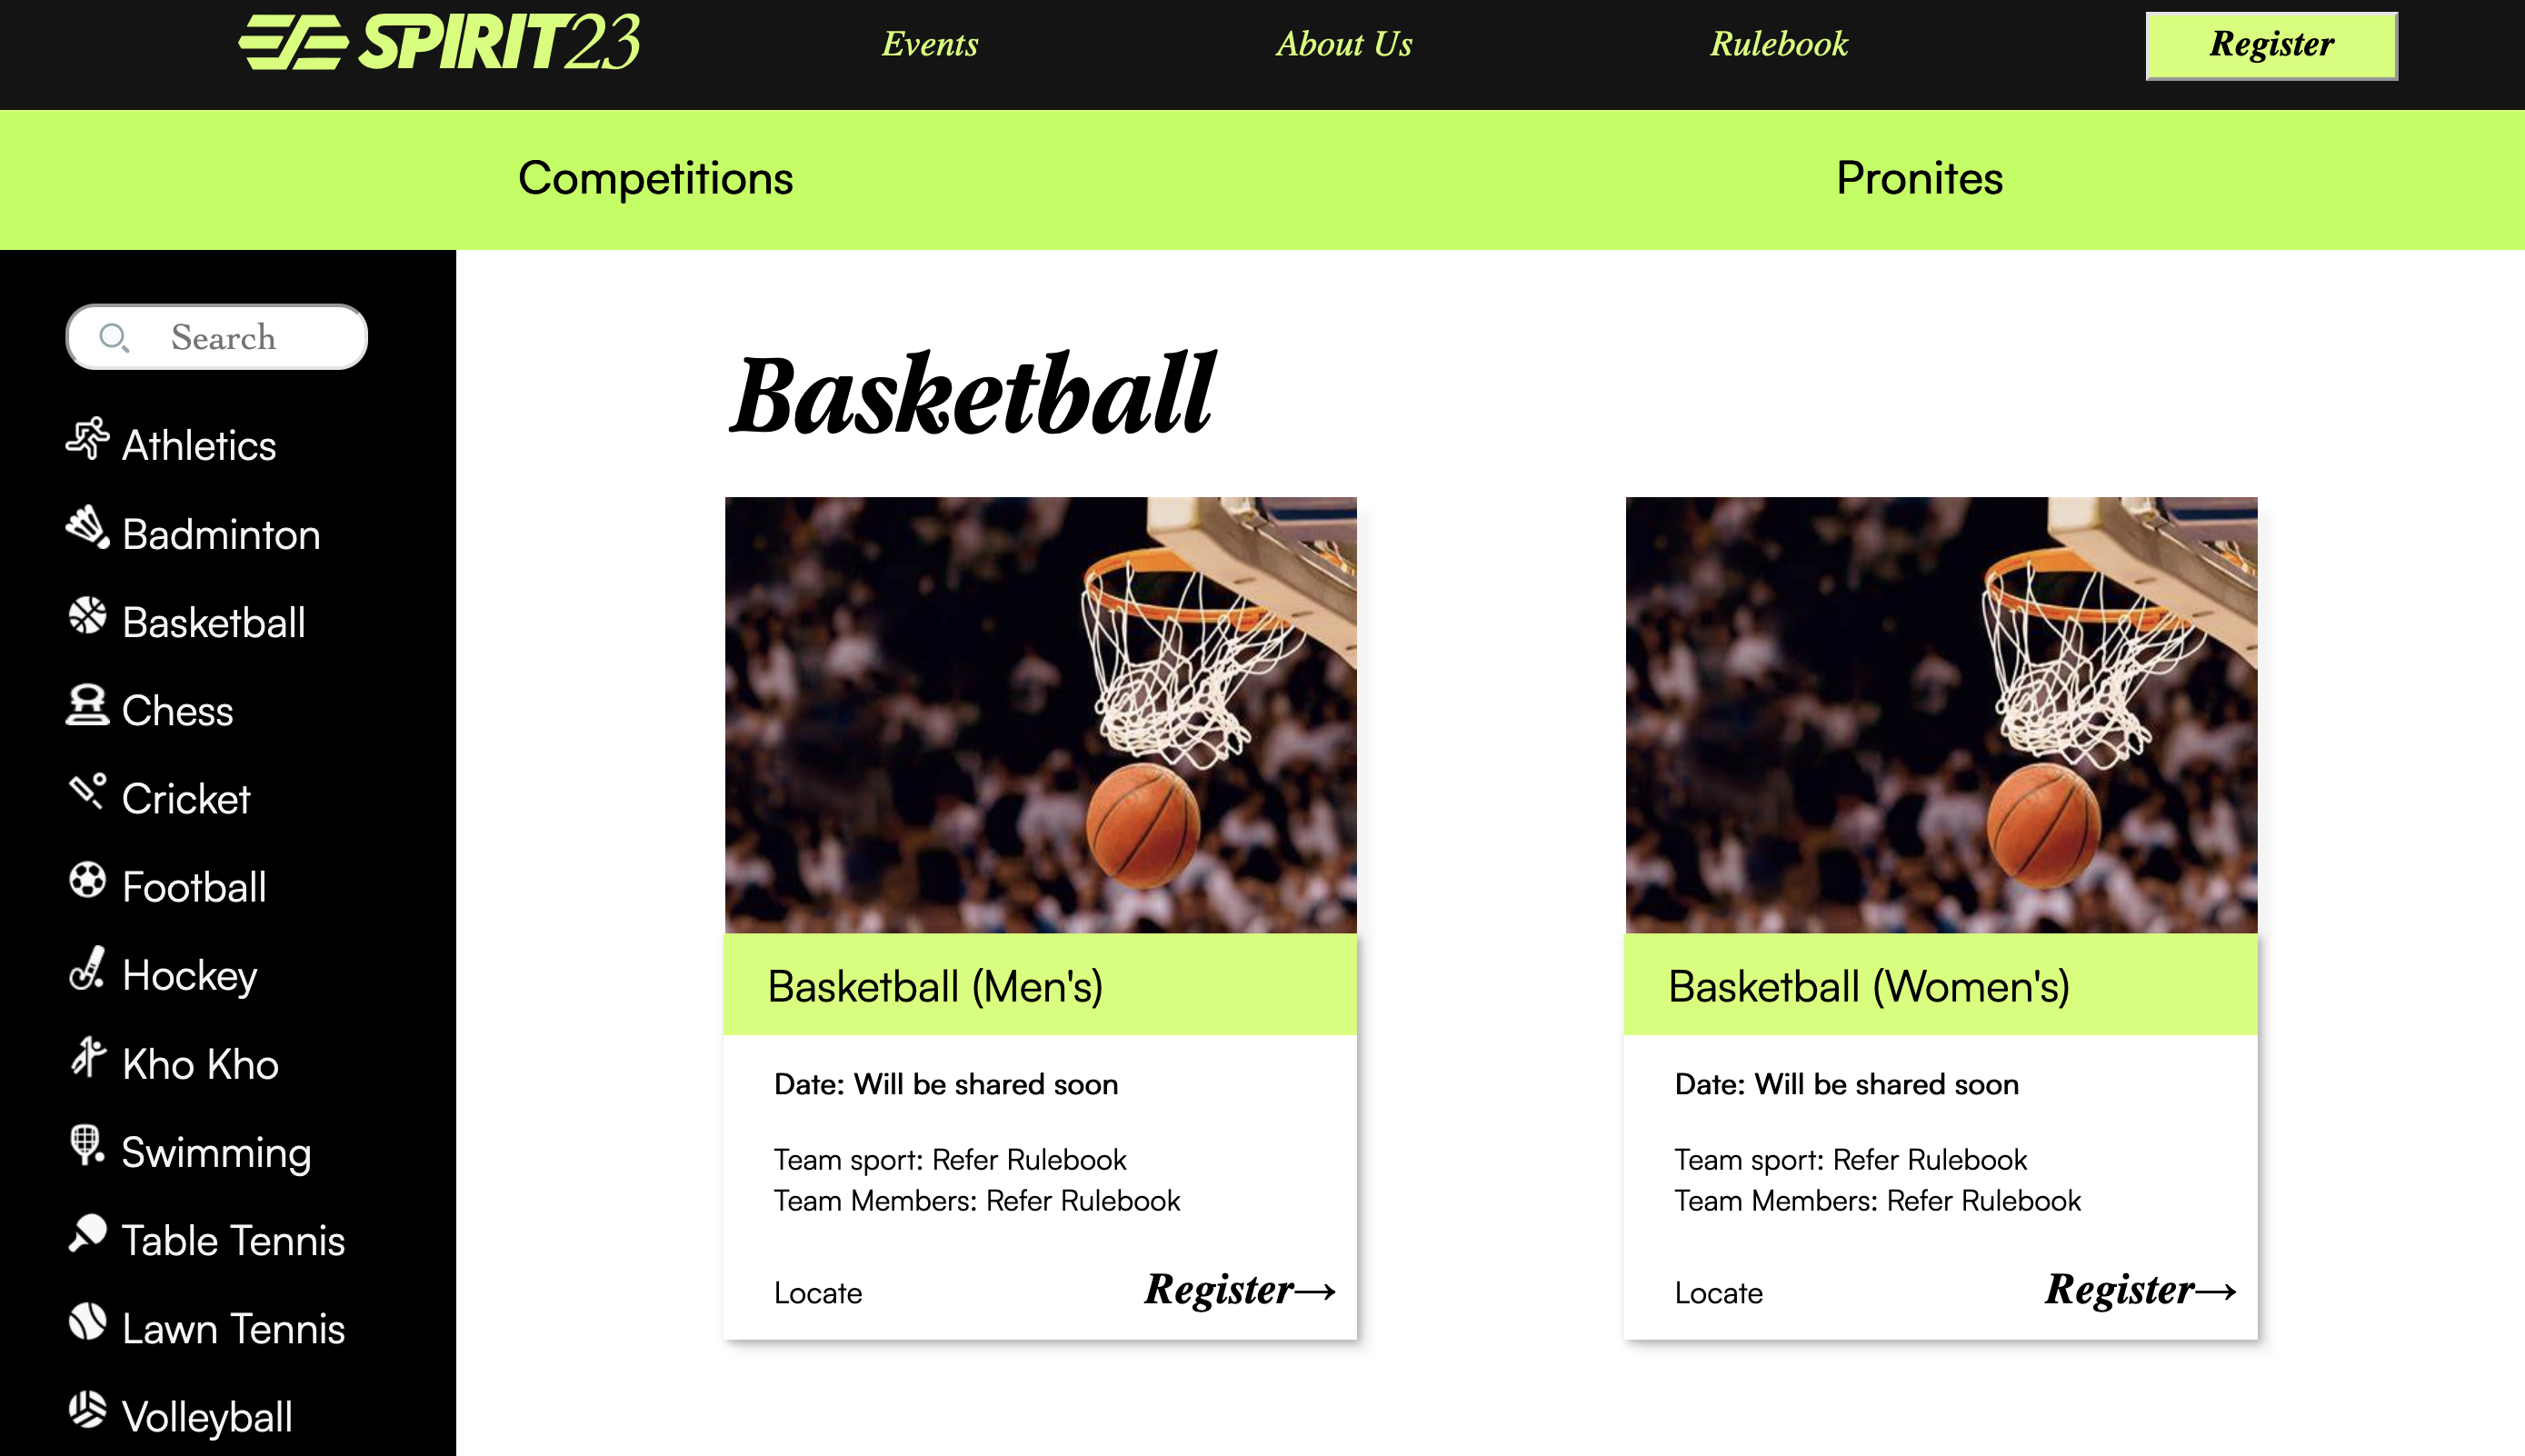 SPIRIT23
Events
About Us
Rulebook
Register
Competitions
Pronites
Search
Athletics
Badminton
Basketball
Chess
Cricket
Football
Hockey
Kho Kho
Swimming
Table Tennis
Lawn Tennis
Volleyball
Basketball
Basketball (Men's)
Date: Will be shared soon
Team sport: Refer Rulebook
Team Members: Refer Rulebook
Locate
Register→
Basketball (Women's)
Date: Will be shared soon
Team sport: Refer Rulebook
Team Members: Refer Rulebook
Locate
Register→